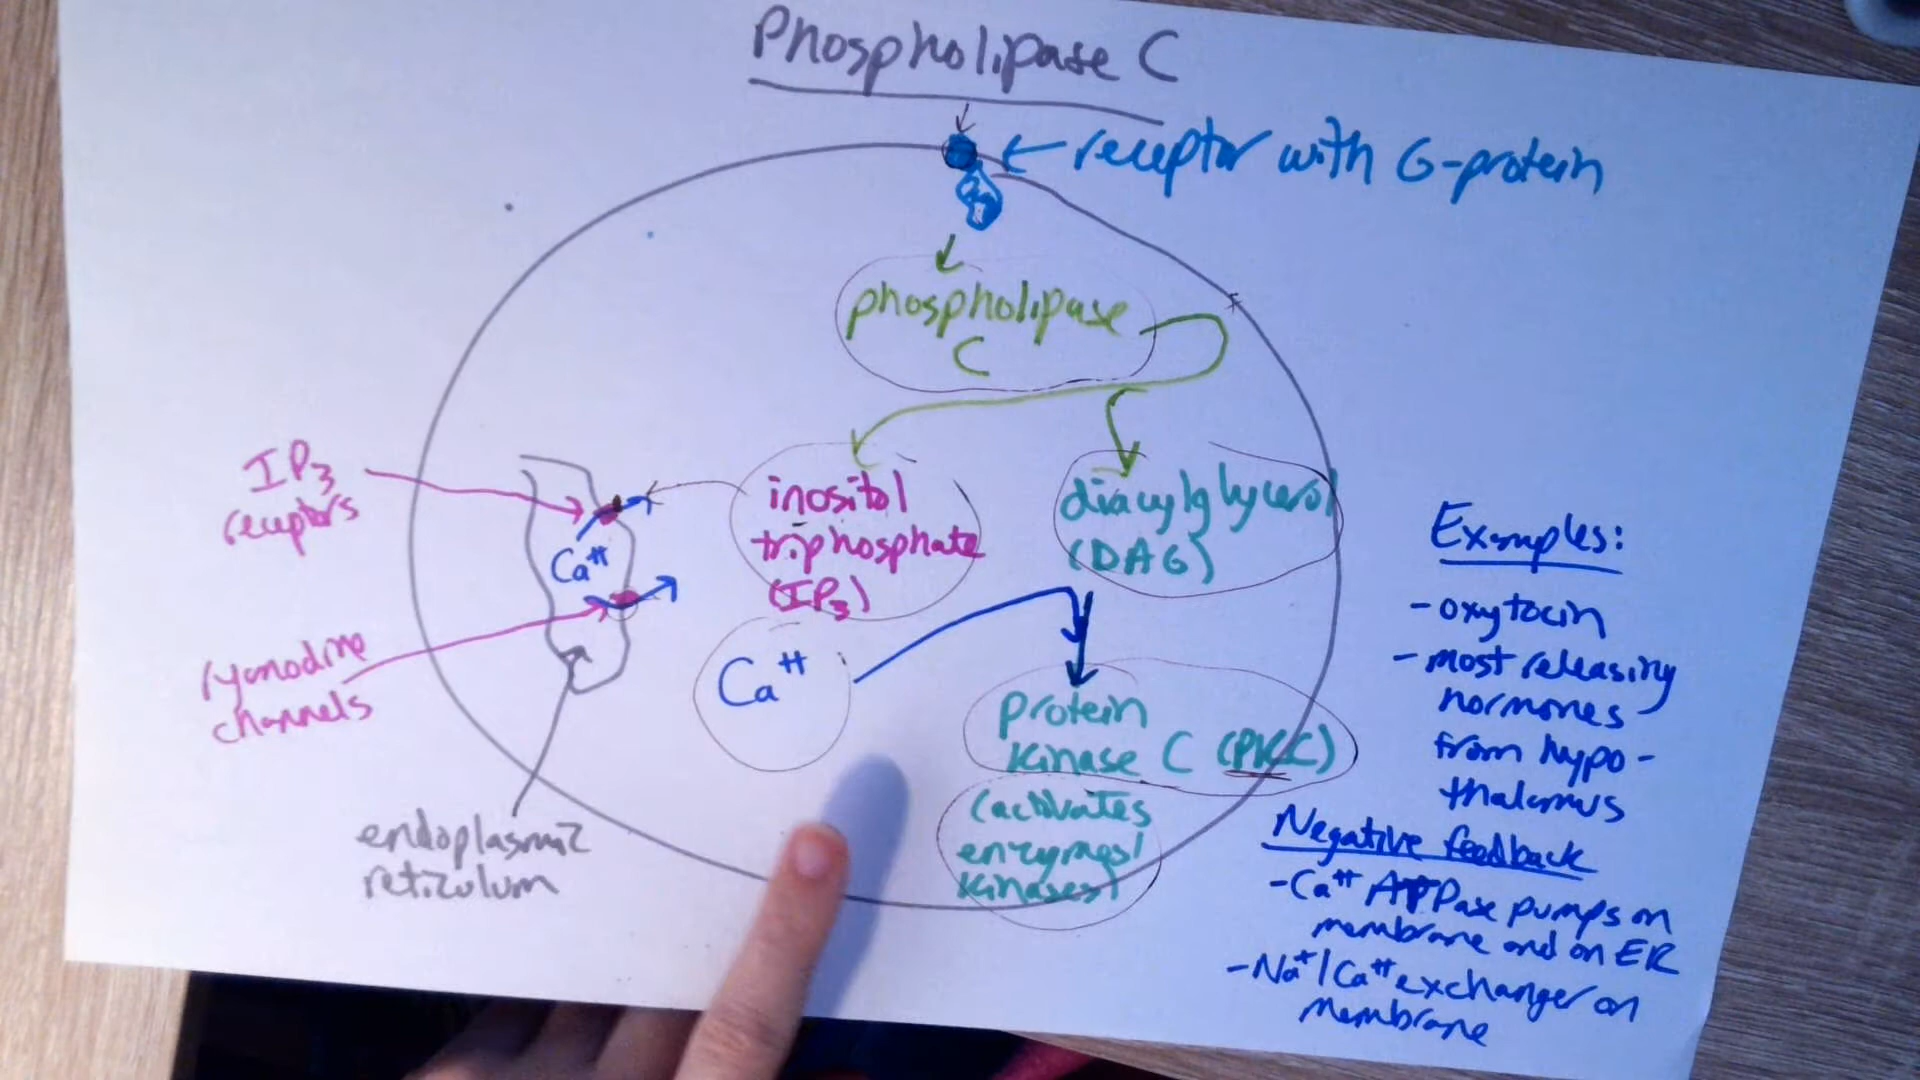 Phospholipase C
receptor with G-protein
phospholipase
C
IP3
receptors
Ca++
ryanodine
channels
endoplasmic
reticulum
inositol
triphosphate
(IP3)
diacylglycerol
(DAG)
Ca++
protein
kinase C (PKC)
(activates
enzymes/
kinases)
Examples:
- oxytocin
- most releasing
hormones
from hypo-
thalamus
Negative feedback
- Ca++ ATPase pumps on
membrane and on ER
- Na+/Ca++ exchanger on
membrane